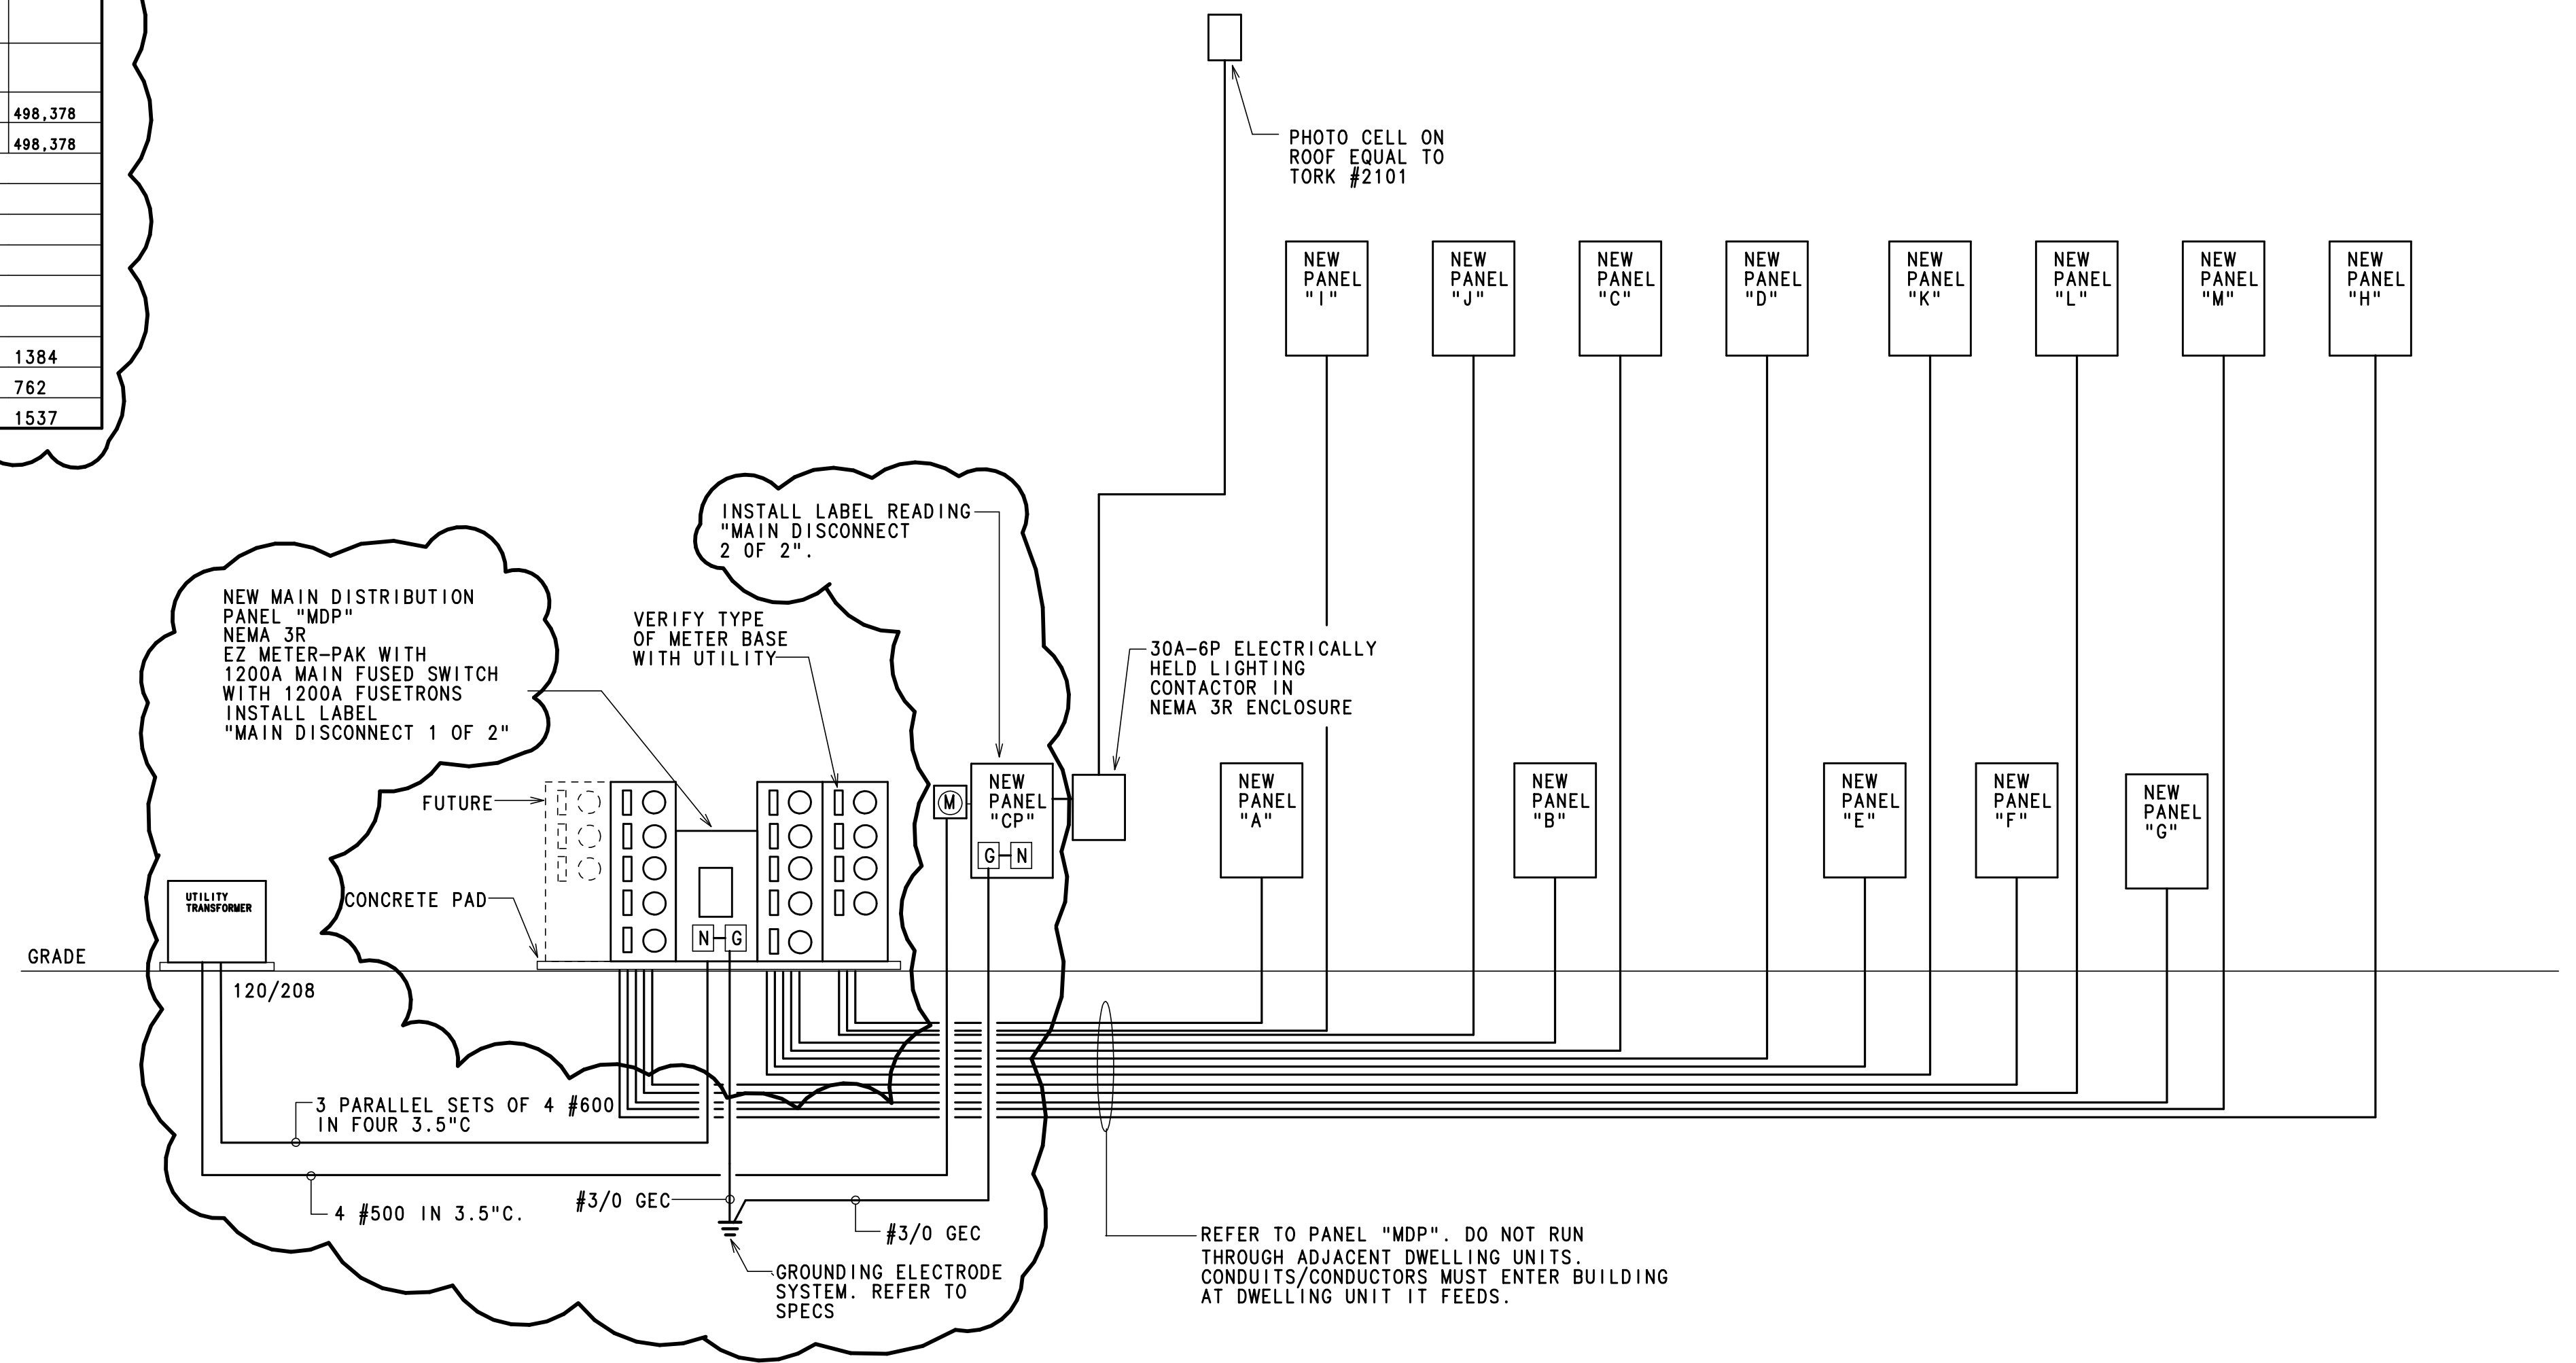 498,378
498,378
1384
762
1537
PHOTO CELL ON
ROOF EQUAL TO
TORK #2101
NEW
PANEL
"I"
NEW
PANEL
"J"
NEW
PANEL
"C"
NEW
PANEL
"D"
NEW
PANEL
"K"
NEW
PANEL
"L"
NEW
PANEL
"M"
NEW
PANEL
"H"
INSTALL LABEL READING
"MAIN DISCONNECT
2 OF 2".
NEW MAIN DISTRIBUTION
PANEL "MDP"
NEMA 3R
EZ METER-PAK WITH
1200A MAIN FUSED SWITCH
WITH 1200A FUSETRONS
INSTALL LABEL
"MAIN DISCONNECT 1 OF 2"
VERIFY TYPE
OF METER BASE
WITH UTILITY
30A-6P ELECTRICALLY
HELD LIGHTING
CONTACTOR IN
NEMA 3R ENCLOSURE
FUTURE
M
NEW
PANEL
"CP"
G N
NEW
PANEL
"A"
NEW
PANEL
"B"
NEW
PANEL
"E"
NEW
PANEL
"F"
NEW
PANEL
"G"
CONCRETE PAD
UTILITY
TRANSFORMER
N G
GRADE
120/208
3 PARALLEL SETS OF 4 #600
IN FOUR 3.5"C
4 #500 IN 3.5"C.
#3/0 GEC
#3/0 GEC
GROUNDING ELECTRODE
SYSTEM. REFER TO
SPECS
REFER TO PANEL "MDP". DO NOT RUN
THROUGH ADJACENT DWELLING UNITS.
CONDUITS/CONDUCTORS MUST ENTER BUILDING
AT DWELLING UNIT IT FEEDS.